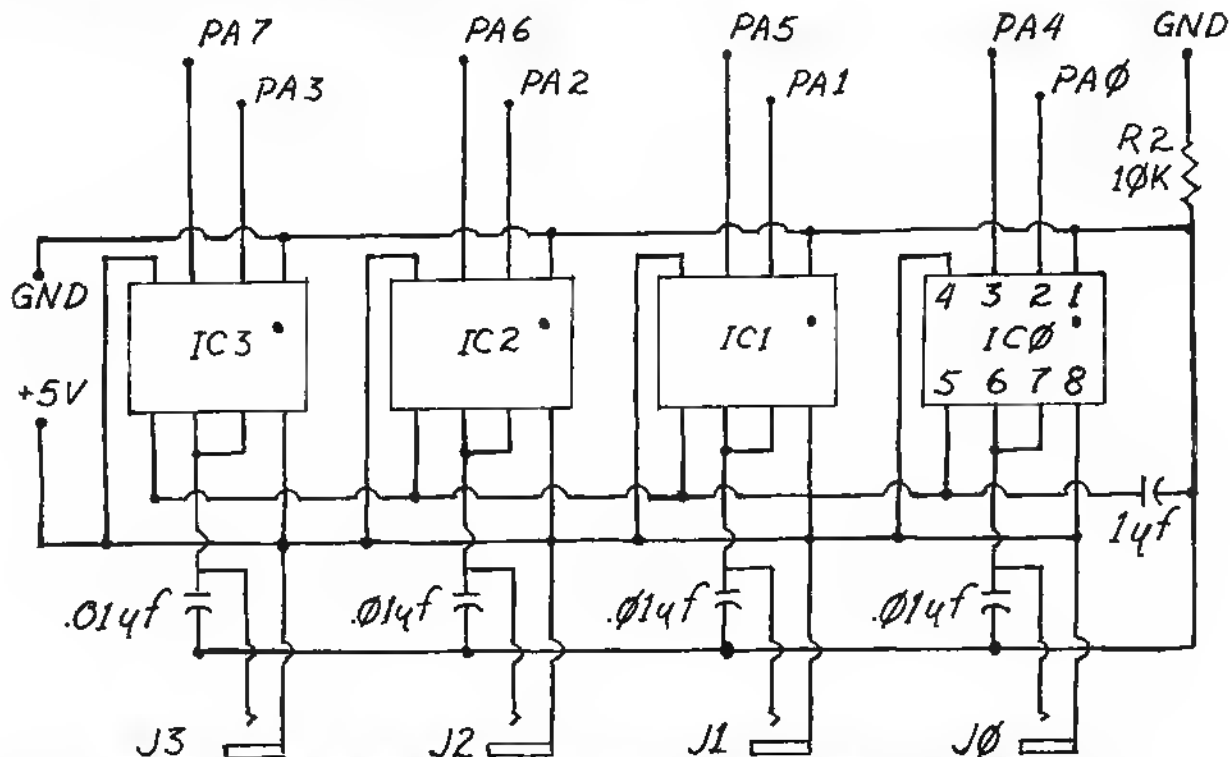 PA7 PA6 PA5 PA4 GND
PA3 PA2 PA1 PAØ
R2
1ØK
GND
IC3 IC2 IC1 4 3 2 1
ICØ
+5V
5 6 7 8
1µf
.01µf .Ø1µf .Ø1µf .Ø1µf
J3 J2 J1 JØ